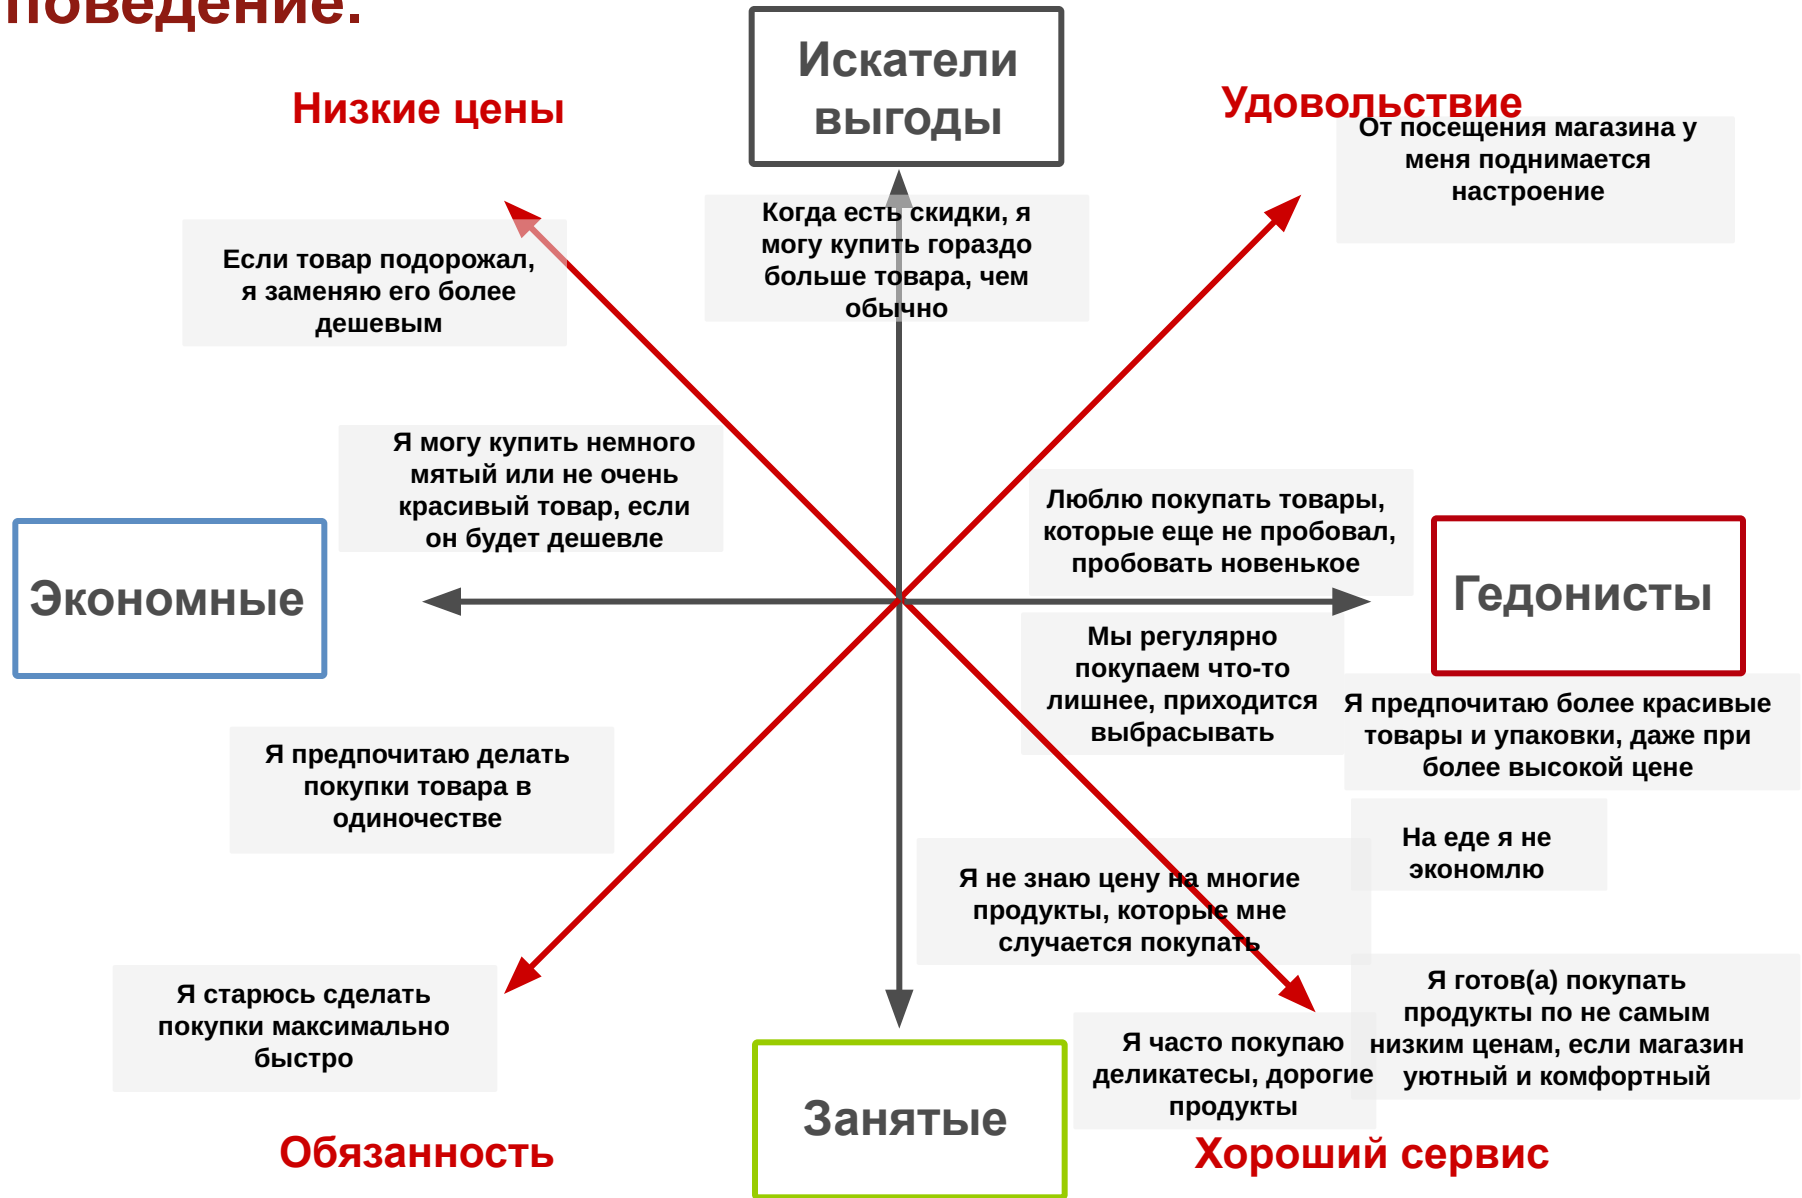 поведение.
Искатели
выгоды
Низкие цены
Удовольствие
От посещения магазина у
меня поднимается
настроение
Когда есть скидки, я
могу купить гораздо
больше товара, чем
обычно
Если товар подорожал,
я заменяю его более
дешевым
Я могу купить немного
мятый или не очень
красивый товар, если
он будет дешевле
Люблю покупать товары,
которые еще не пробовал,
пробовать новенькое
Экономные
Гедонисты
Мы регулярно
покупаем что-то
лишнее, приходится
выбрасывать
Я предпочитаю более красивые
товары и упаковки, даже при
более высокой цене
Я предпочитаю делать
покупки товара в
одиночестве
На еде я не
экономлю
Я не знаю цену на многие
продукты, которые мне
случается покупать
Я старюсь сделать
покупки максимально
быстро
Я готов(а) покупать
продукты по не самым
низким ценам, если магазин
уютный и комфортный
Я часто покупаю
деликатесы, дорогие
продукты
Занятые
Обязанность
Хороший сервис